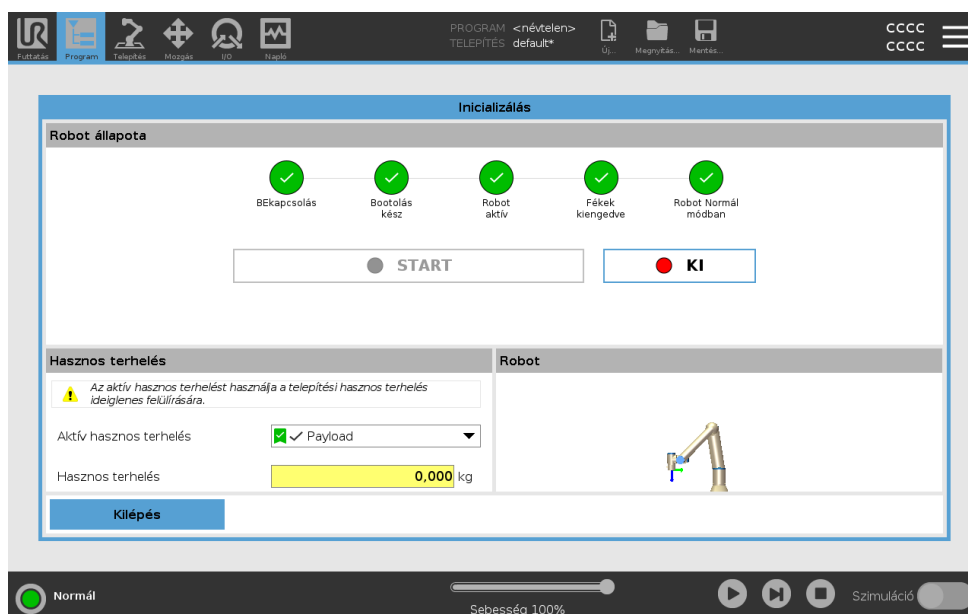 UR
PROGRAM <névtelen>
TELEPÍTÉS default*
cccc
cccc
Futtatás Program Telepítés Mozgás I/O Napló Új... Megnyitás... Mentés...
Inicializálás
Robot állapota
BEkapcsolás
Bootolás
kész
Robot
aktív
Fékek
kiengedve
Robot Normál
módban
START
KI
Hasznos terhelés
Robot
Az aktív hasznos terhelést használja a telepítési hasznos terhelés
ideiglenes felülírására.
Aktív hasznos terhelés
Payload
Hasznos terhelés
0,000 kg
Kilépés
Normál
Sebesség 100%
Szimuláció